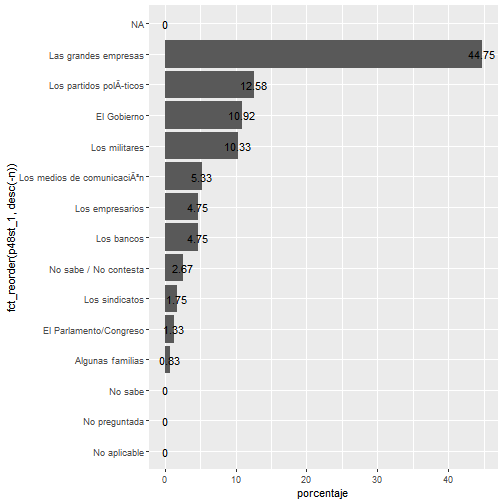 NA 0
Las grandes empresas 44.75
Los partidos polÃ-ticos 12.58
El Gobierno 10.92
Los militares 10.33
Los medios de comunicaciÃªn 5.33
Los empresarios 4.75
Los bancos 4.75
No sabe / No contesta 2.67
Los sindicatos 1.75
El Parlamento/Congreso 1.33
Algunas familias 0.83
No sabe 0
No preguntada 0
No aplicable 0
fct_reorder(p48st_1, desc(-n))
0 10 20 30 40
porcentaje